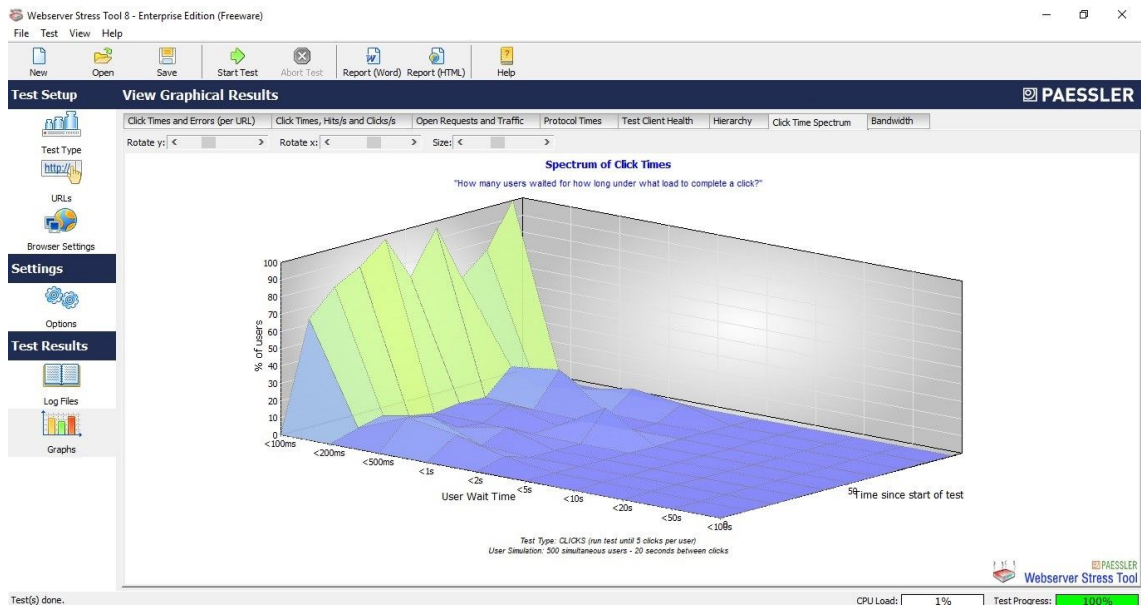 Webserver Stress Tool 8 - Enterprise Edition (Freeware)
File Test View Help
New Open Save Start Test Abort Test Report (Word) Report (HTML) Help
Test Setup
View Graphical Results
PAESSLER
Click Times and Errors (per URL) Click Times, Hits/s and Clicks/s Open Requests and Traffic Protocol Times Test Client Health Hierarchy Click Time Spectrum Bandwidth
Rotate y: < > Rotate x: < > Size: < >
Test Type
http://
URLs
Browser Settings
Settings
Options
Test Results
Log Files
Graphs
Spectrum of Click Times
"How many users waited for how long under what load to complete a click?"
% of users
100
90
80
70
60
50
40
30
20
10
0
<100ms
<200ms
<500ms
<1s
<2s
<5s
<10s
<20s
<50s
<100s
User Wait Time
0
50
Time since start of test
Test Type: CLICKS (run test until 5 clicks per user)
User Simulation: 500 simultaneous users - 20 seconds between clicks
PAESSLER
Webserver Stress Tool
Test(s) done.
CPU Load: 1% Test Progress: 100%